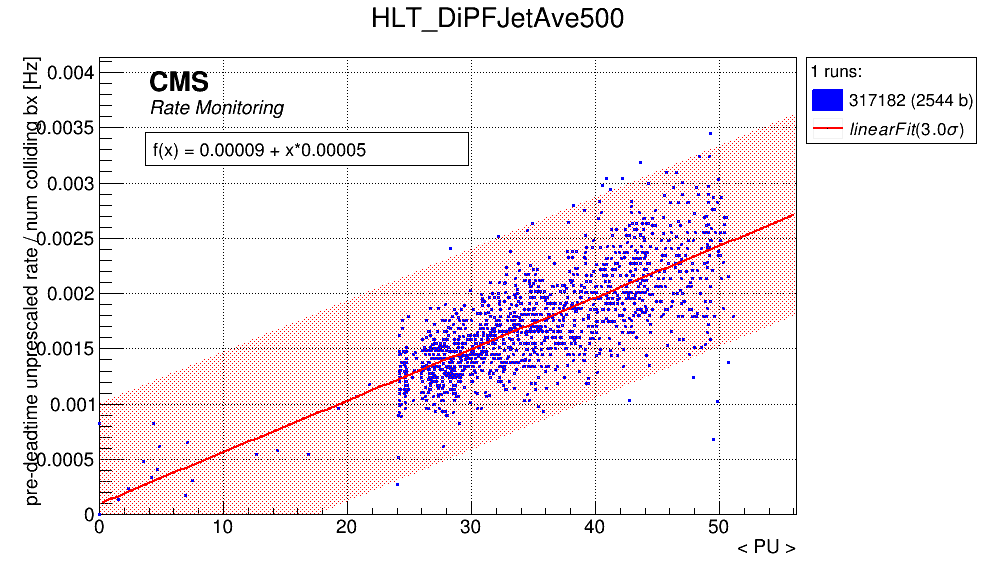 HLT_DiPFJetAve500
pre-deadtime unprescaled rate / num colliding bx [Hz]
0.004
0.0035
0.003
0.0025
0.002
0.0015
0.001
0.0005
0
CMS
Rate Monitoring
f(x) = 0.00009 + x*0.00005
1 runs:
317182 (2544 b)
linearFit(3.0σ)
0 10 20 30 40 50
< PU >